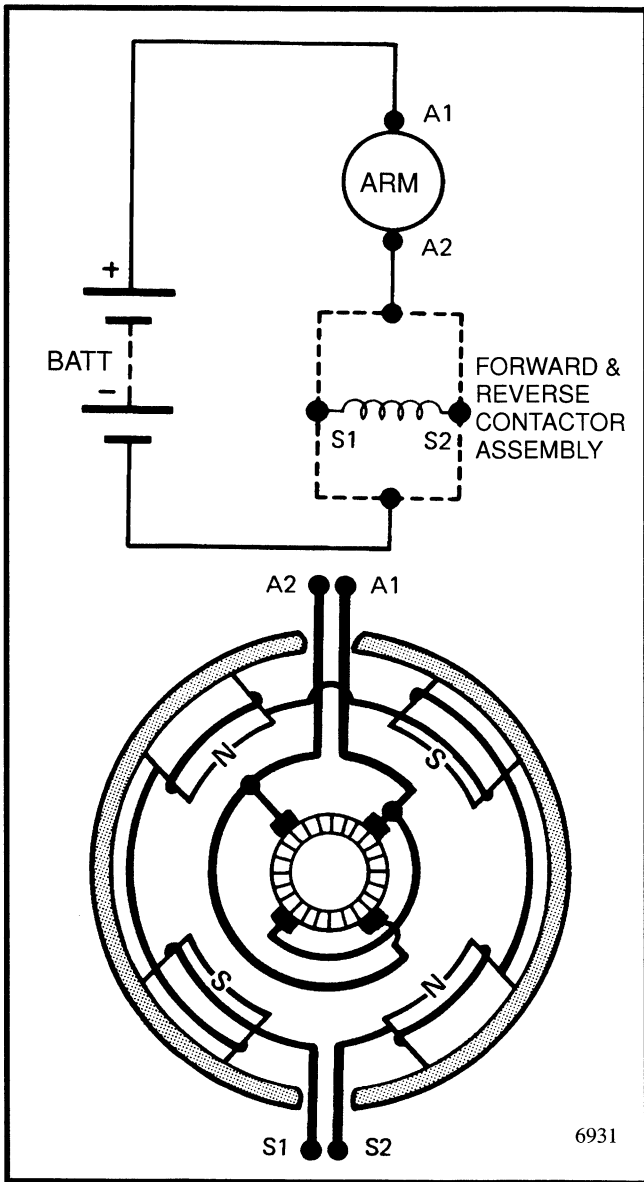 A1
ARM
A2
+
BATT
-
FORWARD &
REVERSE
CONTACTOR
ASSEMBLY
S1 S2
A2 A1
N S
S N
S1 S2
6931